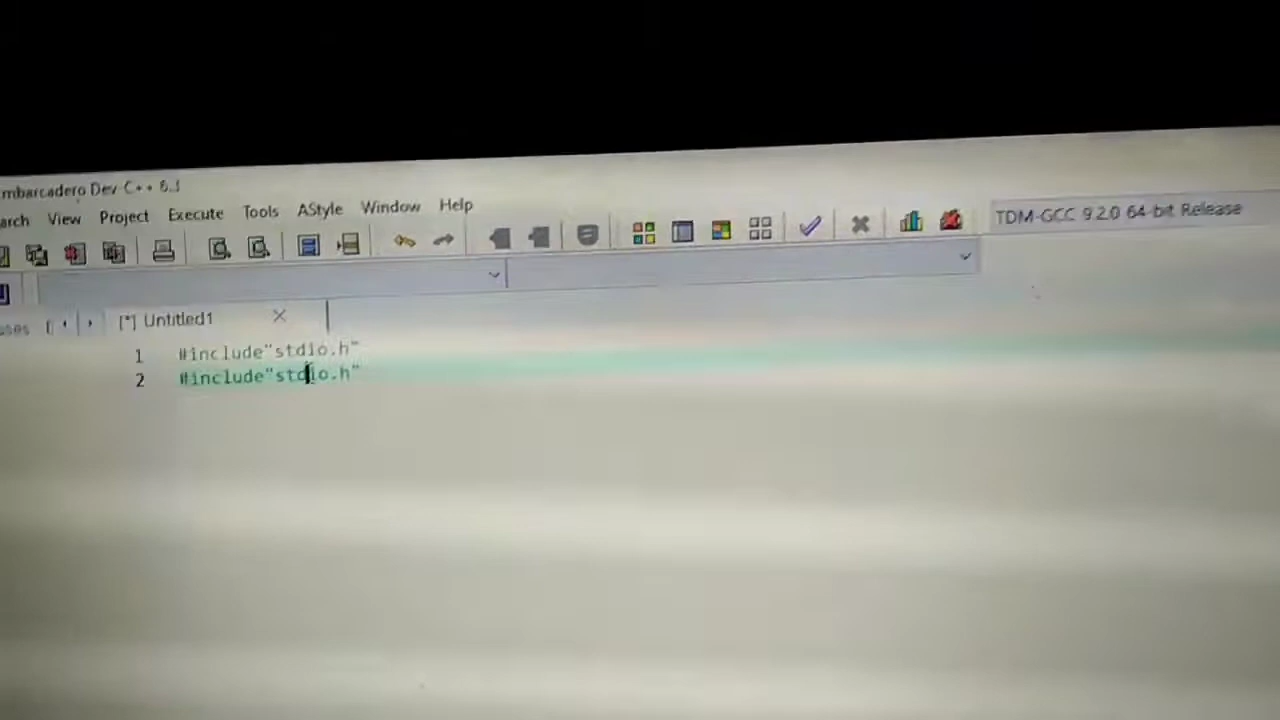 mbarcadero Dev-C++ 6.3
arch View Project Execute Tools AStyle Window Help
TDM-GCC 9.2.0 64-bit Release
[*] Untitled1
1 #include"stdio.h"
2 #include"stdio.h"